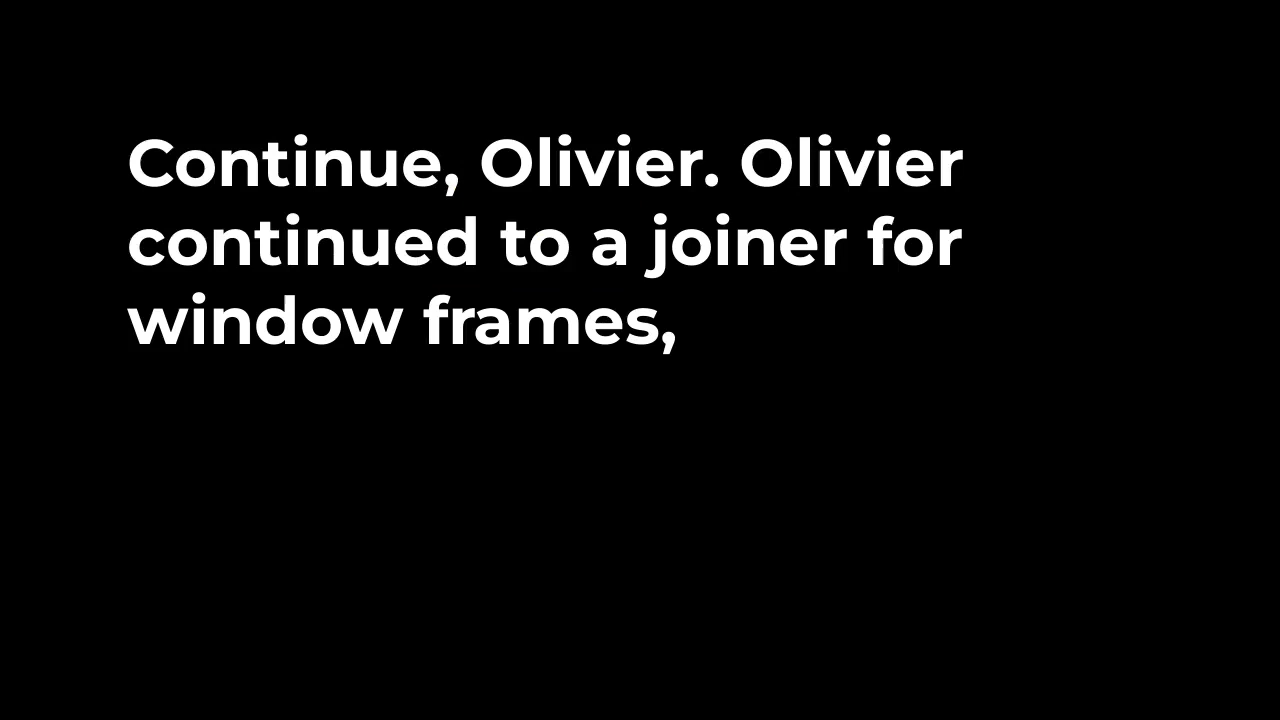 Continue, Olivier. Olivier
continued to a joiner for
window frames,